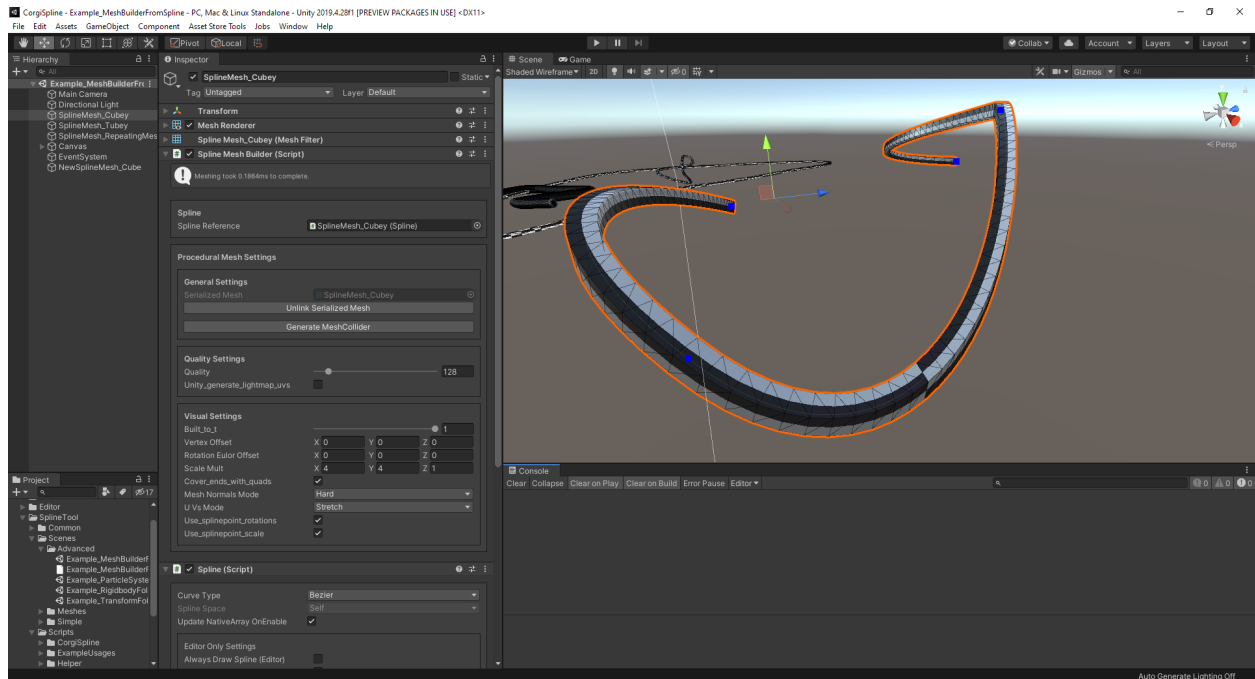 CorgiSpline - Example_MeshBuilderFromSpline - PC, Mac & Linux Standalone - Unity 2019.4.28f1 [PREVIEW PACKAGES IN USE] <DX11>
File Edit Assets GameObject Component Asset Store Tools Jobs Window Help
Pivot Local Collab Account Layers Layout
Hierarchy
All
Example_MeshBuilderFr
Main Camera
Directional Light
SplineMesh_Cubey
SplineMesh_Tubey
SplineMesh_RepeatingMes
Canvas
EventSystem
NewSplineMesh_Cube
Inspector
SplineMesh_Cubey Static
Tag Untagged Layer Default
Transform
Mesh Renderer
Spline Mesh_Cubey (Mesh Filter)
Spline Mesh Builder (Script)
Meshing took 0.1864ms to complete.
Spline
Spline Reference SplineMesh_Cubey (Spline)
Procedural Mesh Settings
General Settings
Serialized Mesh SplineMesh_Cubey
Unlink Serialized Mesh
Generate MeshCollider
Quality Settings
Quality 128
Unity_generate_lightmap_uvs
Visual Settings
Built_to_t 1
Vertex Offset X 0 Y 0 Z 0
Rotation Eulor Offset X 0 Y 0 Z 0
Scale Mult X 4 Y 4 Z 1
Cover_ends_with_quads
Mesh Normals Mode Hard
U Vs Mode Stretch
Use_splinepoint_rotations
Use_splinepoint_scale
Spline (Script)
Curve Type Bezier
Spline Space Self
Update NativeArray OnEnable
Editor Only Settings
Always Draw Spline (Editor)
Scene Game
Shaded Wireframe 2D 0 Gizmos All
Persp
Project
17
Editor
SplineTool
Common
Scenes
Advanced
Example_MeshBuilderF
Example_MeshBuilderF
Example_ParticleSyste
Example_RigidbodyFol
Example_TransformFol
Meshes
Simple
Scripts
CorgiSpline
ExampleUsages
Helper
Console
Clear Collapse Clear on Play Clear on Build Error Pause Editor 0 0 0
Auto Generate Lighting Off